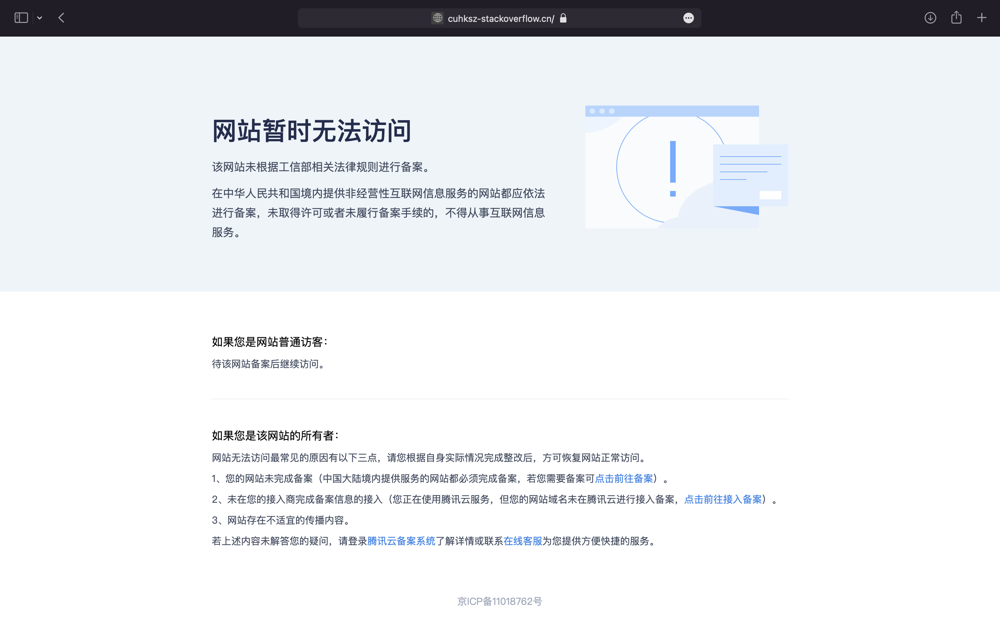 cuhksz-stackoverflow.cn/
网站暂时无法访问
该网站未根据工信部相关法律规则进行备案。
在中华人民共和国境内提供非经营性互联网信息服务的网站都应依法
进行备案，未取得许可或者未履行备案手续的，不得从事互联网信息
服务。
如果您是网站普通访客：
待该网站备案后继续访问。
如果您是该网站的所有者：
网站无法访问最常见的原因有以下三点，请您根据自身实际情况完成整改后，方可恢复网站正常访问。
1、您的网站未完成备案（中国大陆境内提供服务的网站都必须完成备案，若您需要备案可点击前往备案）。
2、未在您的接入商完成备案信息的接入（您正在使用腾讯云服务，但您的网站域名未在腾讯云进行接入备案，点击前往接入备案）。
3、网站存在不适宜的传播内容。
若上述内容未解答您的疑问，请登录腾讯云备案系统了解详情或联系在线客服为您提供方便快捷的服务。
京ICP备11018762号